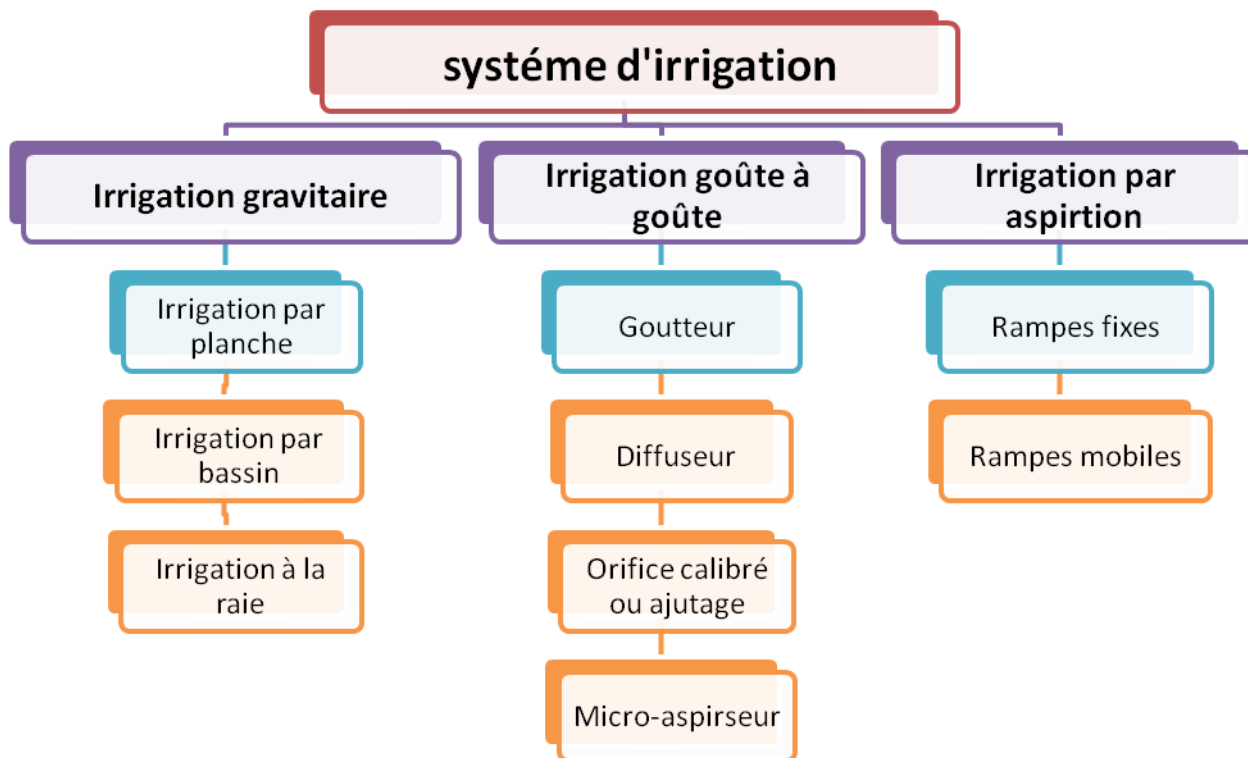 systéme d'irrigation
Irrigation gravitaire
Irrigation goûte à
goûte
Irrigation par
aspirtion
Irrigation par
planche
Goutteur
Rampes fixes
Irrigation par
bassin
Diffuseur
Rampes mobiles
Irrigation à la
raie
Orifice calibré
ou ajutage
Micro-aspirseur